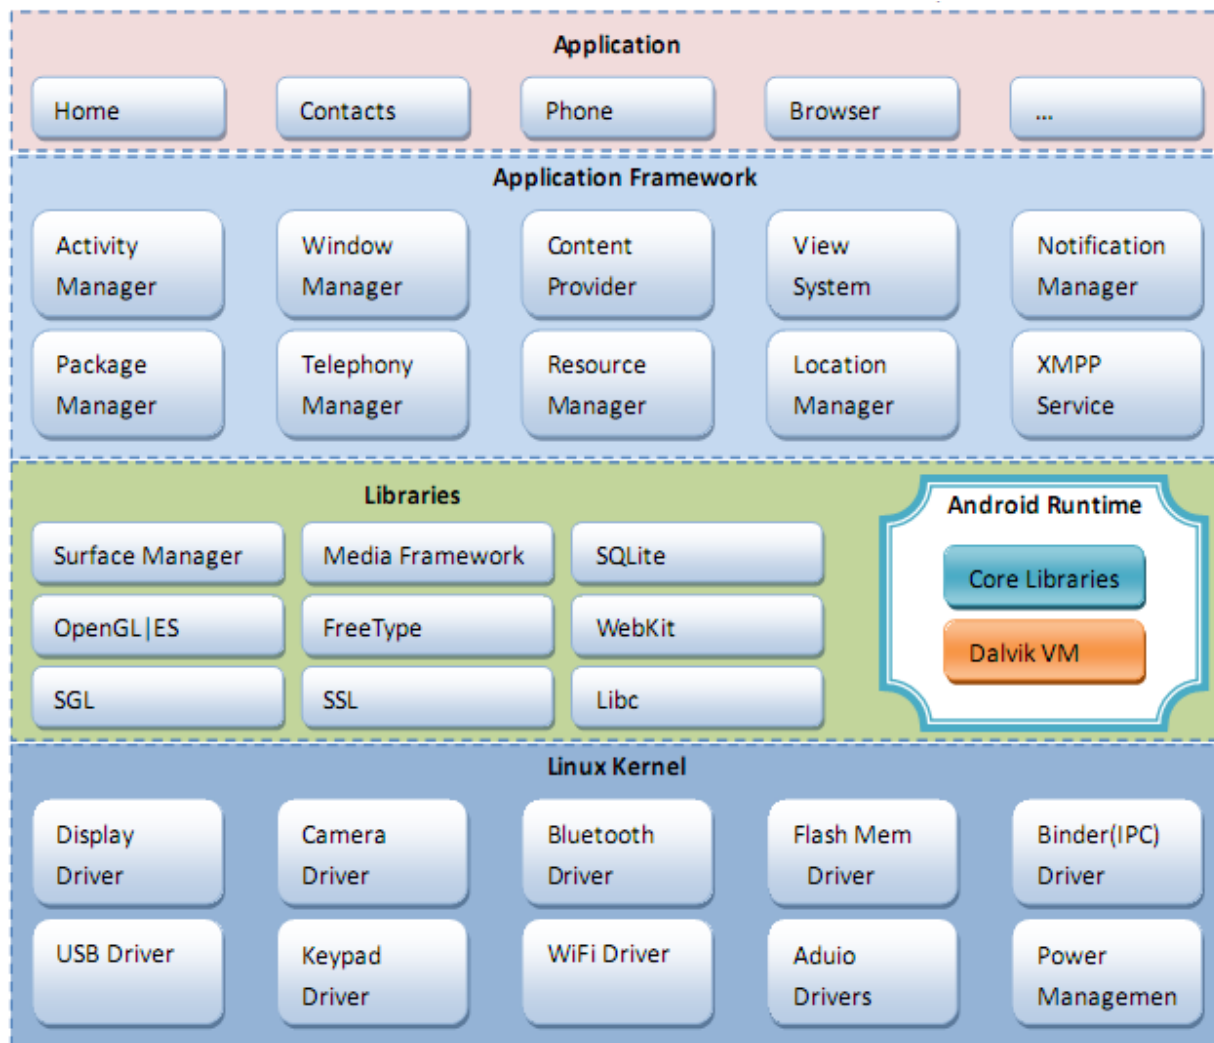 Application
Home
Contacts
Phone
Browser
...
Application Framework
Activity
Manager
Window
Manager
Content
Provider
View
System
Notification
Manager
Package
Manager
Telephony
Manager
Resource
Manager
Location
Manager
XMPP
Service
Libraries
Surface Manager
Media Framework
SQLite
OpenGL|ES
FreeType
WebKit
SGL
SSL
Libc
Android Runtime
Core Libraries
Dalvik VM
Linux Kernel
Display
Driver
Camera
Driver
Bluetooth
Driver
Flash Mem
Driver
Binder(IPC)
Driver
USB Driver
Keypad
Driver
WiFi Driver
Aduio
Drivers
Power
Managemen